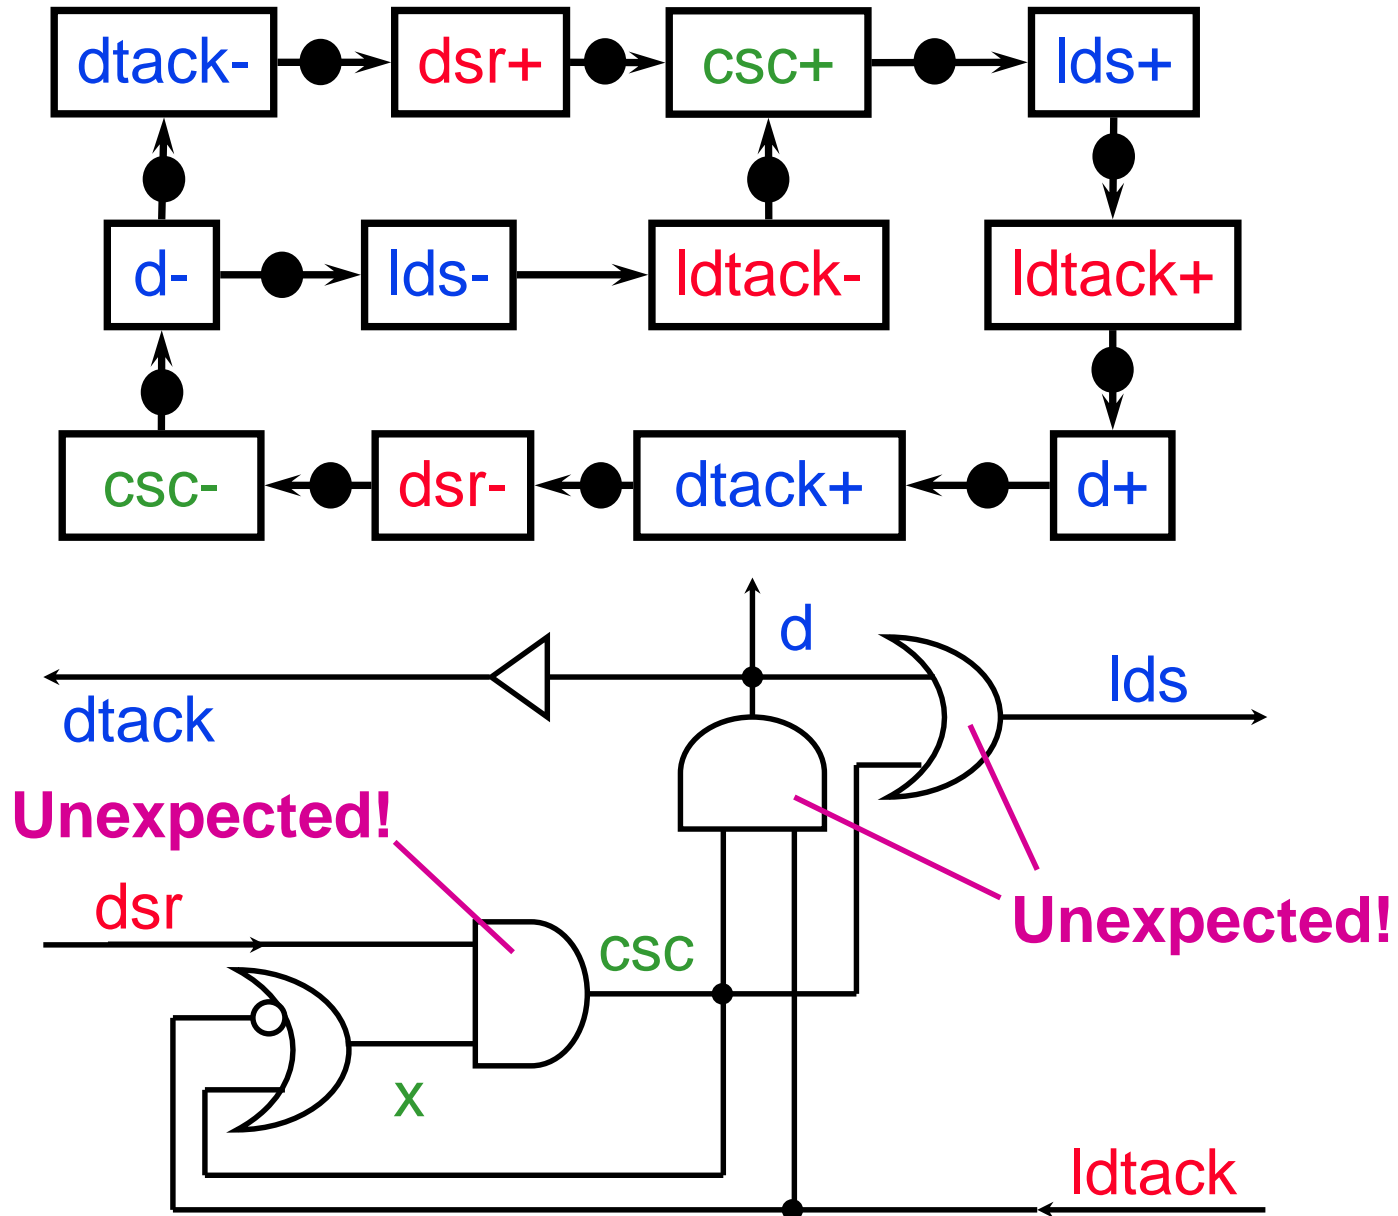 dtack- dsr+ csc+ lds+
d- lds- ldtack- ldtack+
csc- dsr- dtack+ d+
d
lds
dtack
Unexpected!
dsr
Unexpected!
csc
x
ldtack